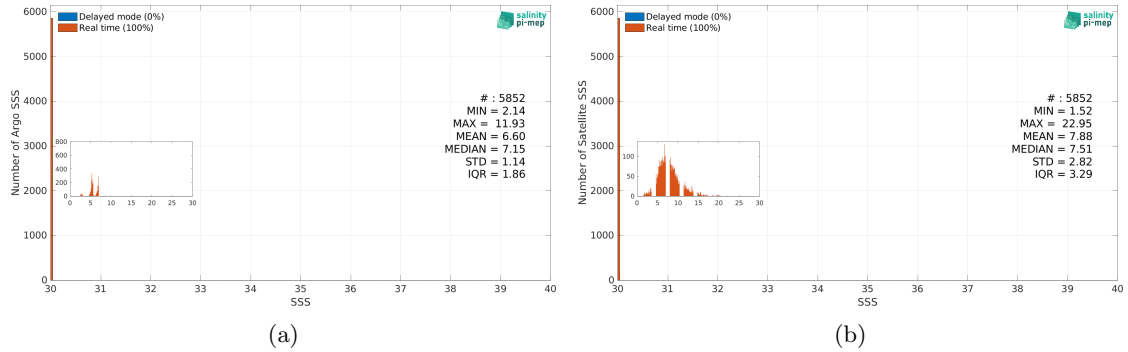 6000
5000
4000
3000
2000
1000
0
Number of Argo SSS
Delayed mode (0%)
Real time (100%)
salinity
pi-mep
# : 5852
MIN = 2.14
MAX = 11.93
MEAN = 6.60
MEDIAN = 7.15
STD = 1.14
IQR = 1.86
800
600
400
200
0
0 5 10 15 20 25 30
30 31 32 33 34 35 36 37 38 39 40
SSS
(a)
6000
5000
4000
3000
2000
1000
0
Number of Satellite SSS
Delayed mode (0%)
Real time (100%)
salinity
pi-mep
# : 5852
MIN = 1.52
MAX = 22.95
MEAN = 7.88
MEDIAN = 7.51
STD = 2.82
IQR = 3.29
100
50
0
0 5 10 15 20 25 30
30 31 32 33 34 35 36 37 38 39 40
SSS
(b)